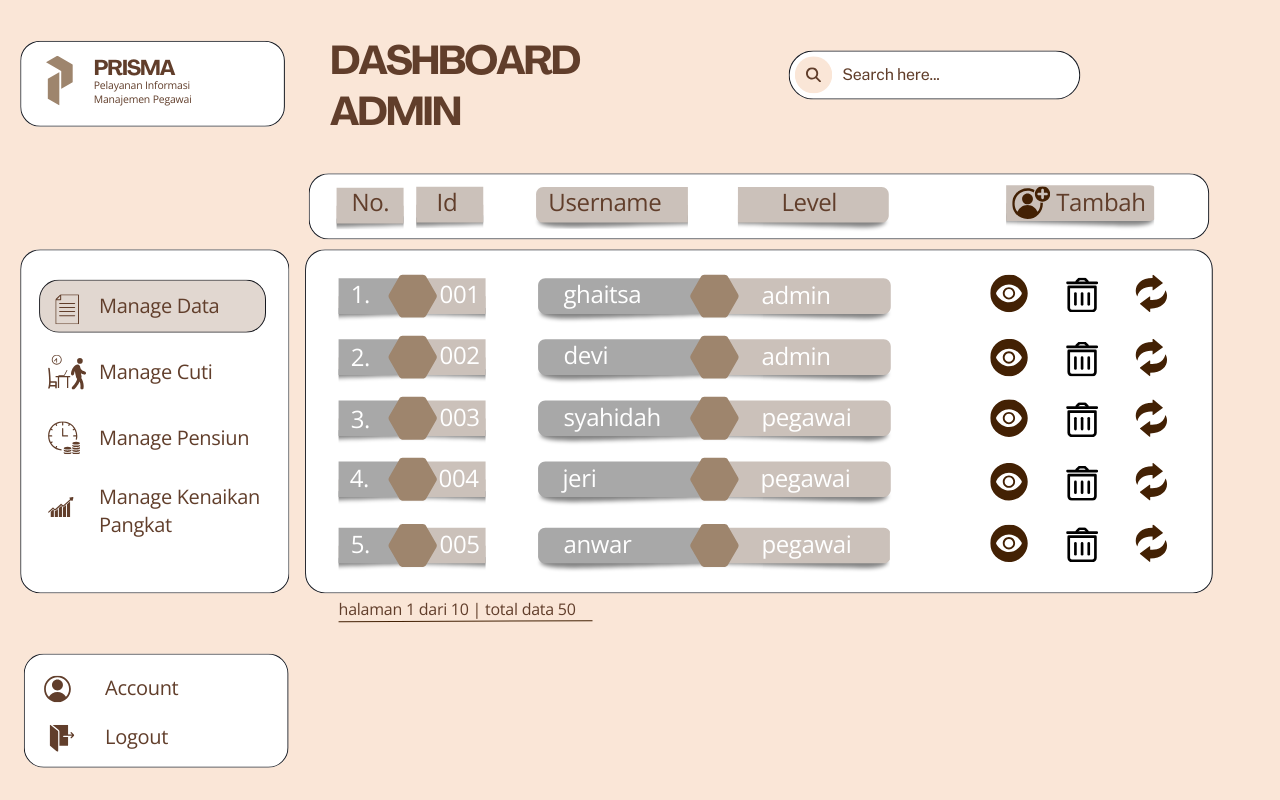 PRISMA
Pelayanan Informasi
Manajemen Pegawai
DASHBOARD
ADMIN
Search here...
No. Id Username Level Tambah
Manage Data
Manage Cuti
Manage Pensiun
Manage Kenaikan
Pangkat
1. 001 ghaitsa admin
2. 002 devi admin
3. 003 syahidah pegawai
4. 004 jeri pegawai
5. 005 anwar pegawai
halaman 1 dari 10 | total data 50
Account
Logout